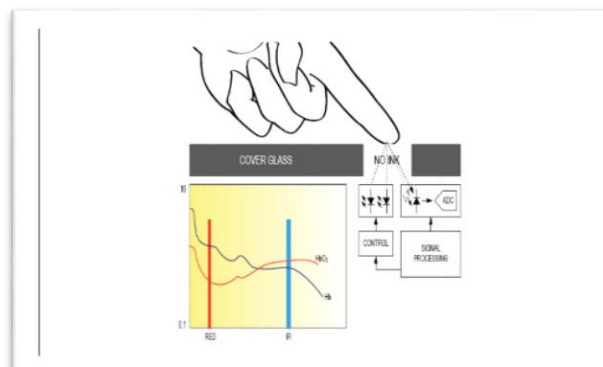 COVER GLASS
NO INK
10
ADC
CONTROL
SIGNAL
PROCESSING
HbO₂
Hb
0.1
RED
IR